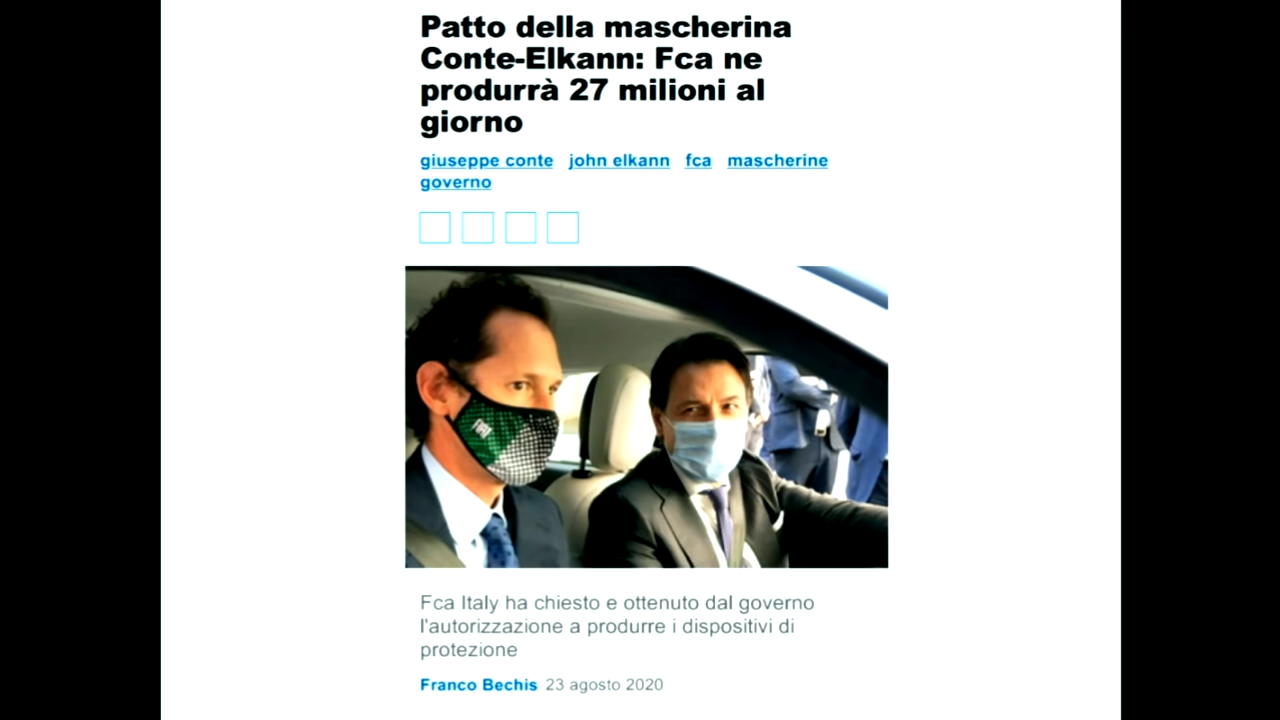 Patto della mascherina
Conte-Elkann: Fca ne
produrrà 27 milioni al
giorno
giuseppe conte john elkann fca mascherine
governo
Fca Italy ha chiesto e ottenuto dal governo
l'autorizzazione a produrre i dispositivi di
protezione
Franco Bechis 23 agosto 2020